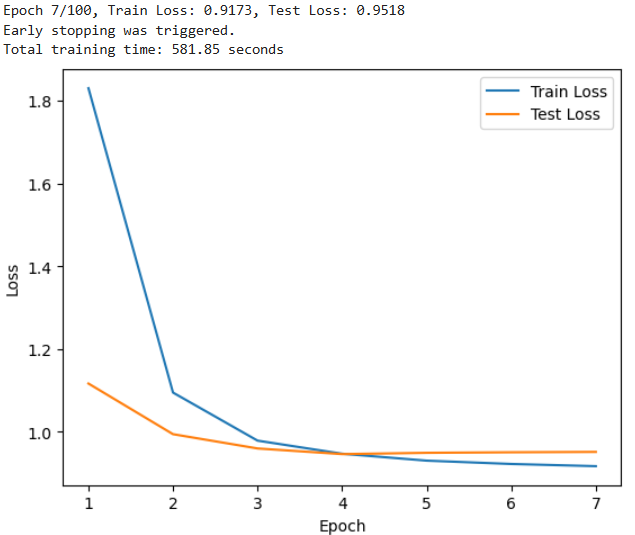 Epoch 7/100, Train Loss: 0.9173, Test Loss: 0.9518
Early stopping was triggered.
Total training time: 581.85 seconds
Train Loss
Test Loss
1.8
1.6
1.4
1.2
1.0
Loss
1 2 3 4 5 6 7
Epoch